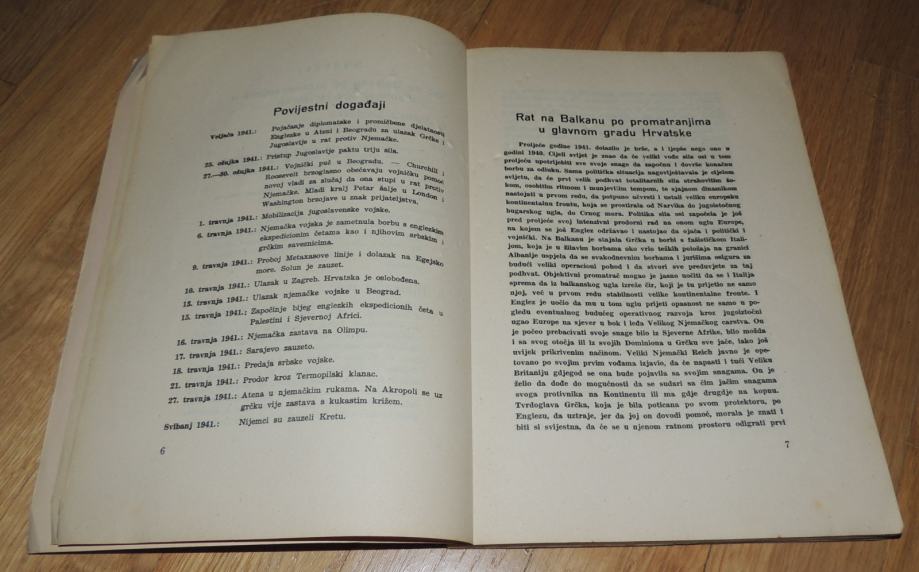 Povijestni događaji
Veljača 1941.: Pojačanje diplomatske i promičbene djelatnosti
Englezke u Ateni i Beogradu za ulazak Grčke i
Jugoslavije u rat protiv Njemačke.
25. ožujka 1941.: Pristup Jugoslavije paktu triju sila.
27.—30. ožujka 1941.: Vojnički puč u Beogradu. — Churchill i
Roosevelt brzoglasno obećavaju vojničku pomoć
novoj vladi za slučaj da ona stupi u rat protiv
Njemačke. Mladi kralj Petar šalje u London i
Washington brzojave u znak prijateljstva.
1. travnja 1941.: Mobilizacija jugoslavenske vojske.
6. travnja 1941.: Njemačka vojska je zametnula borbu s englezkim
ekspedicionim četama kao i njihovim srbskim i
grčkim saveznicima.
9. travnja 1941.: Proboj Metaxasove linije i dolazak na Egejsko
more. Solun je zauzet.
10. travnja 1941.: Ulazak u Zagreb. Hrvatska je oslobođena.
13. travnja 1941.: Ulazak njemačke vojske u Beograd.
15. travnja 1941.: Započinje bijeg englezkih ekspedicionih četa u
Palestini i Sjevernoj Africi.
16. travnja 1941.: Njemačka zastava na Olimpu.
17. travnja 1941.: Sarajevo zauzeto.
18. travnja 1941.: Predaja srbske vojske.
21. travnja 1941.: Prodor kroz Termopilski klanac.
27. travnja 1941.: Atena u njemačkim rukama. Na Akropoli se uz
grčku vije zastava s kukastim križem.
Svibanj 1941.: Nijemci su zauzeli Kretu.
6
Rat na Balkanu po promatranjima
u glavnom gradu Hrvatske
Proljeće godine 1941. dolazilo je brže, a i ljepše nego ono u
godini 1940. Cijeli svijet je znao da će veliki vođa sila osi u tom
proljeću upotrijebiti sve svoje snage da započne i dovrši konačnu
borbu za odluku. Sama politička situacija nagoviještavala je cijelom
svijetu, da će prvi velik podhvat totalitarnih sila strahovitim šo-
kom, osobitim ritmom i munjevitim tempom, te sjajnom dinamikom
nastojati u prvom redu, da potpuno učvrsti i ustali veliku europsku
kontinentalnu frontu, koja se prostirala od Narvika do jugoistočnog
bugarskog ugla, do Crnog mora. Politika sila osi započela je još
pred proljeće svoj intenzivni prodorni rad na onom uglu Europe,
na kojem se još Englez održavao i nastojao da ojača i politički i
vojnički. Na Balkanu je stajala Grčka u borbi s fašističkom Itali-
jom, koja je u žilavim borbama oko vrlo teških položaja na granici
Albanije uspjela da se svakodnevnim borbama i jurišima osigura za
budući veliki operacioni pohod i da stvori sve preduvjete za taj
podhvat. Objektivni promatrač mogao je jasno uočiti da se i Italija
sprema da iz balkanskog ugla izreže čir, koji je tu prijetio ne samo
njoj, već u prvom redu stabilnosti velike kontinentalne fronte. I
Englez je uočio da mu u tom uglu prijeti opasnost ne samo u po-
gledu eventualnog budućeg operativnog razvoja kroz jugoiztočni
ugao Europe na sjever u bok i leđa Velikog Njemačkog carstva. On
je počeo prebacivati svoje snage bilo iz Sjeverne Afrike, bilo možda
i sa svog otočja ili iz svojih Dominiona u Grčku sve jače, iako još
uvijek prikrivenim načinom. Veliki Njemački Reich javno je ope-
tovano po svojim prvim vođama izjavio, da će napasti i tući Veliku
Britaniju gdjegod se ona bude pojavila sa svojim snagama. On je
želio da dođe do mogućnosti da se sudari sa čim jačim snagama
svoga protivnika na Kontinentu ili ma gdje drugdje na kopnu.
Tvrdoglava Grčka, koja je bila poticana po svom protektoru, po
Englezu, da uztraje, jer da joj on dovodi pomoć, morala je znati i
biti si svijestna, da će se u njenom ratnom prostoru odigrati prvi
7